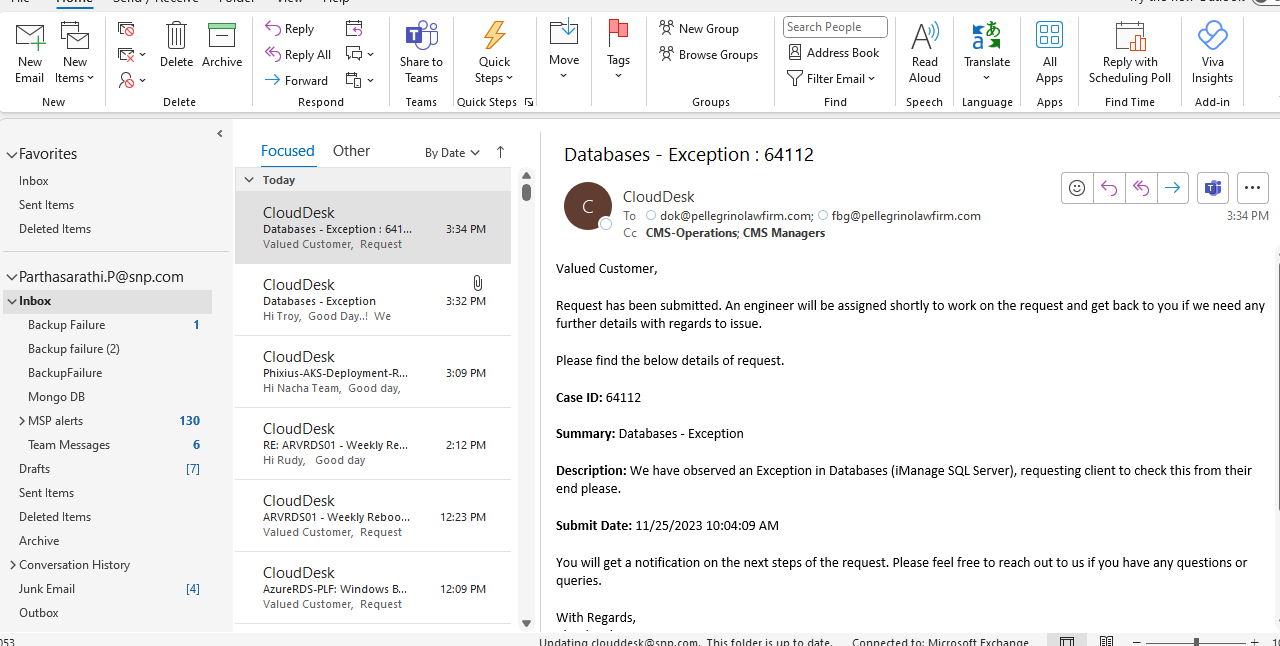 File Home Send / Receive Folder View Help Try the new Outlook
New Email
New Items
Delete
Archive
Reply
Reply All
Forward
Share to Teams
Quick Steps
Move
Tags
New Group
Browse Groups
Search People
Address Book
Filter Email
Read Aloud
Translate
All Apps
Reply with Scheduling Poll
Viva Insights
New Delete Respond Teams Quick Steps Groups Find Speech Language Apps Find Time Add-in
Favorites
Inbox
Sent Items
Deleted Items
Parthasarathi.P@snp.com
Inbox
Backup Failure 1
Backup failure (2)
BackupFailure
Mongo DB
MSP alerts 130
Team Messages 6
Drafts [7]
Sent Items
Deleted Items
Archive
Conversation History
Junk Email [4]
Outbox
Focused Other By Date
Today
CloudDesk
Databases - Exception : 641... 3:34 PM
Valued Customer, Request
CloudDesk
Databases - Exception 3:32 PM
Hi Troy, Good Day..! We
CloudDesk
Phixius-AKS-Deployment-R... 3:09 PM
Hi Nacha Team, Good day,
CloudDesk
RE: ARVRDS01 - Weekly Re... 2:12 PM
Hi Rudy, Good day
CloudDesk
ARVRDS01 - Weekly Reboo... 12:23 PM
Valued Customer, Request
CloudDesk
AzureRDS-PLF: Windows B... 12:09 PM
Valued Customer, Request
Databases - Exception : 64112
C
CloudDesk
To dok@pellegrinolawfirm.com; fbg@pellegrinolawfirm.com 3:34 PM
Cc CMS-Operations; CMS Managers
Valued Customer,
Request has been submitted. An engineer will be assigned shortly to work on the request and get back to you if we need any
further details with regards to issue.
Please find the below details of request.
Case ID: 64112
Summary: Databases - Exception
Description: We have observed an Exception in Databases (iManage SQL Server), requesting client to check this from their
end please.
Submit Date: 11/25/2023 10:04:09 AM
You will get a notification on the next steps of the request. Please feel free to reach out to us if you have any questions or
queries.
With Regards,
Updating clouddesk@snp.com. This folder is up to date. Connected to: Microsoft Exchange